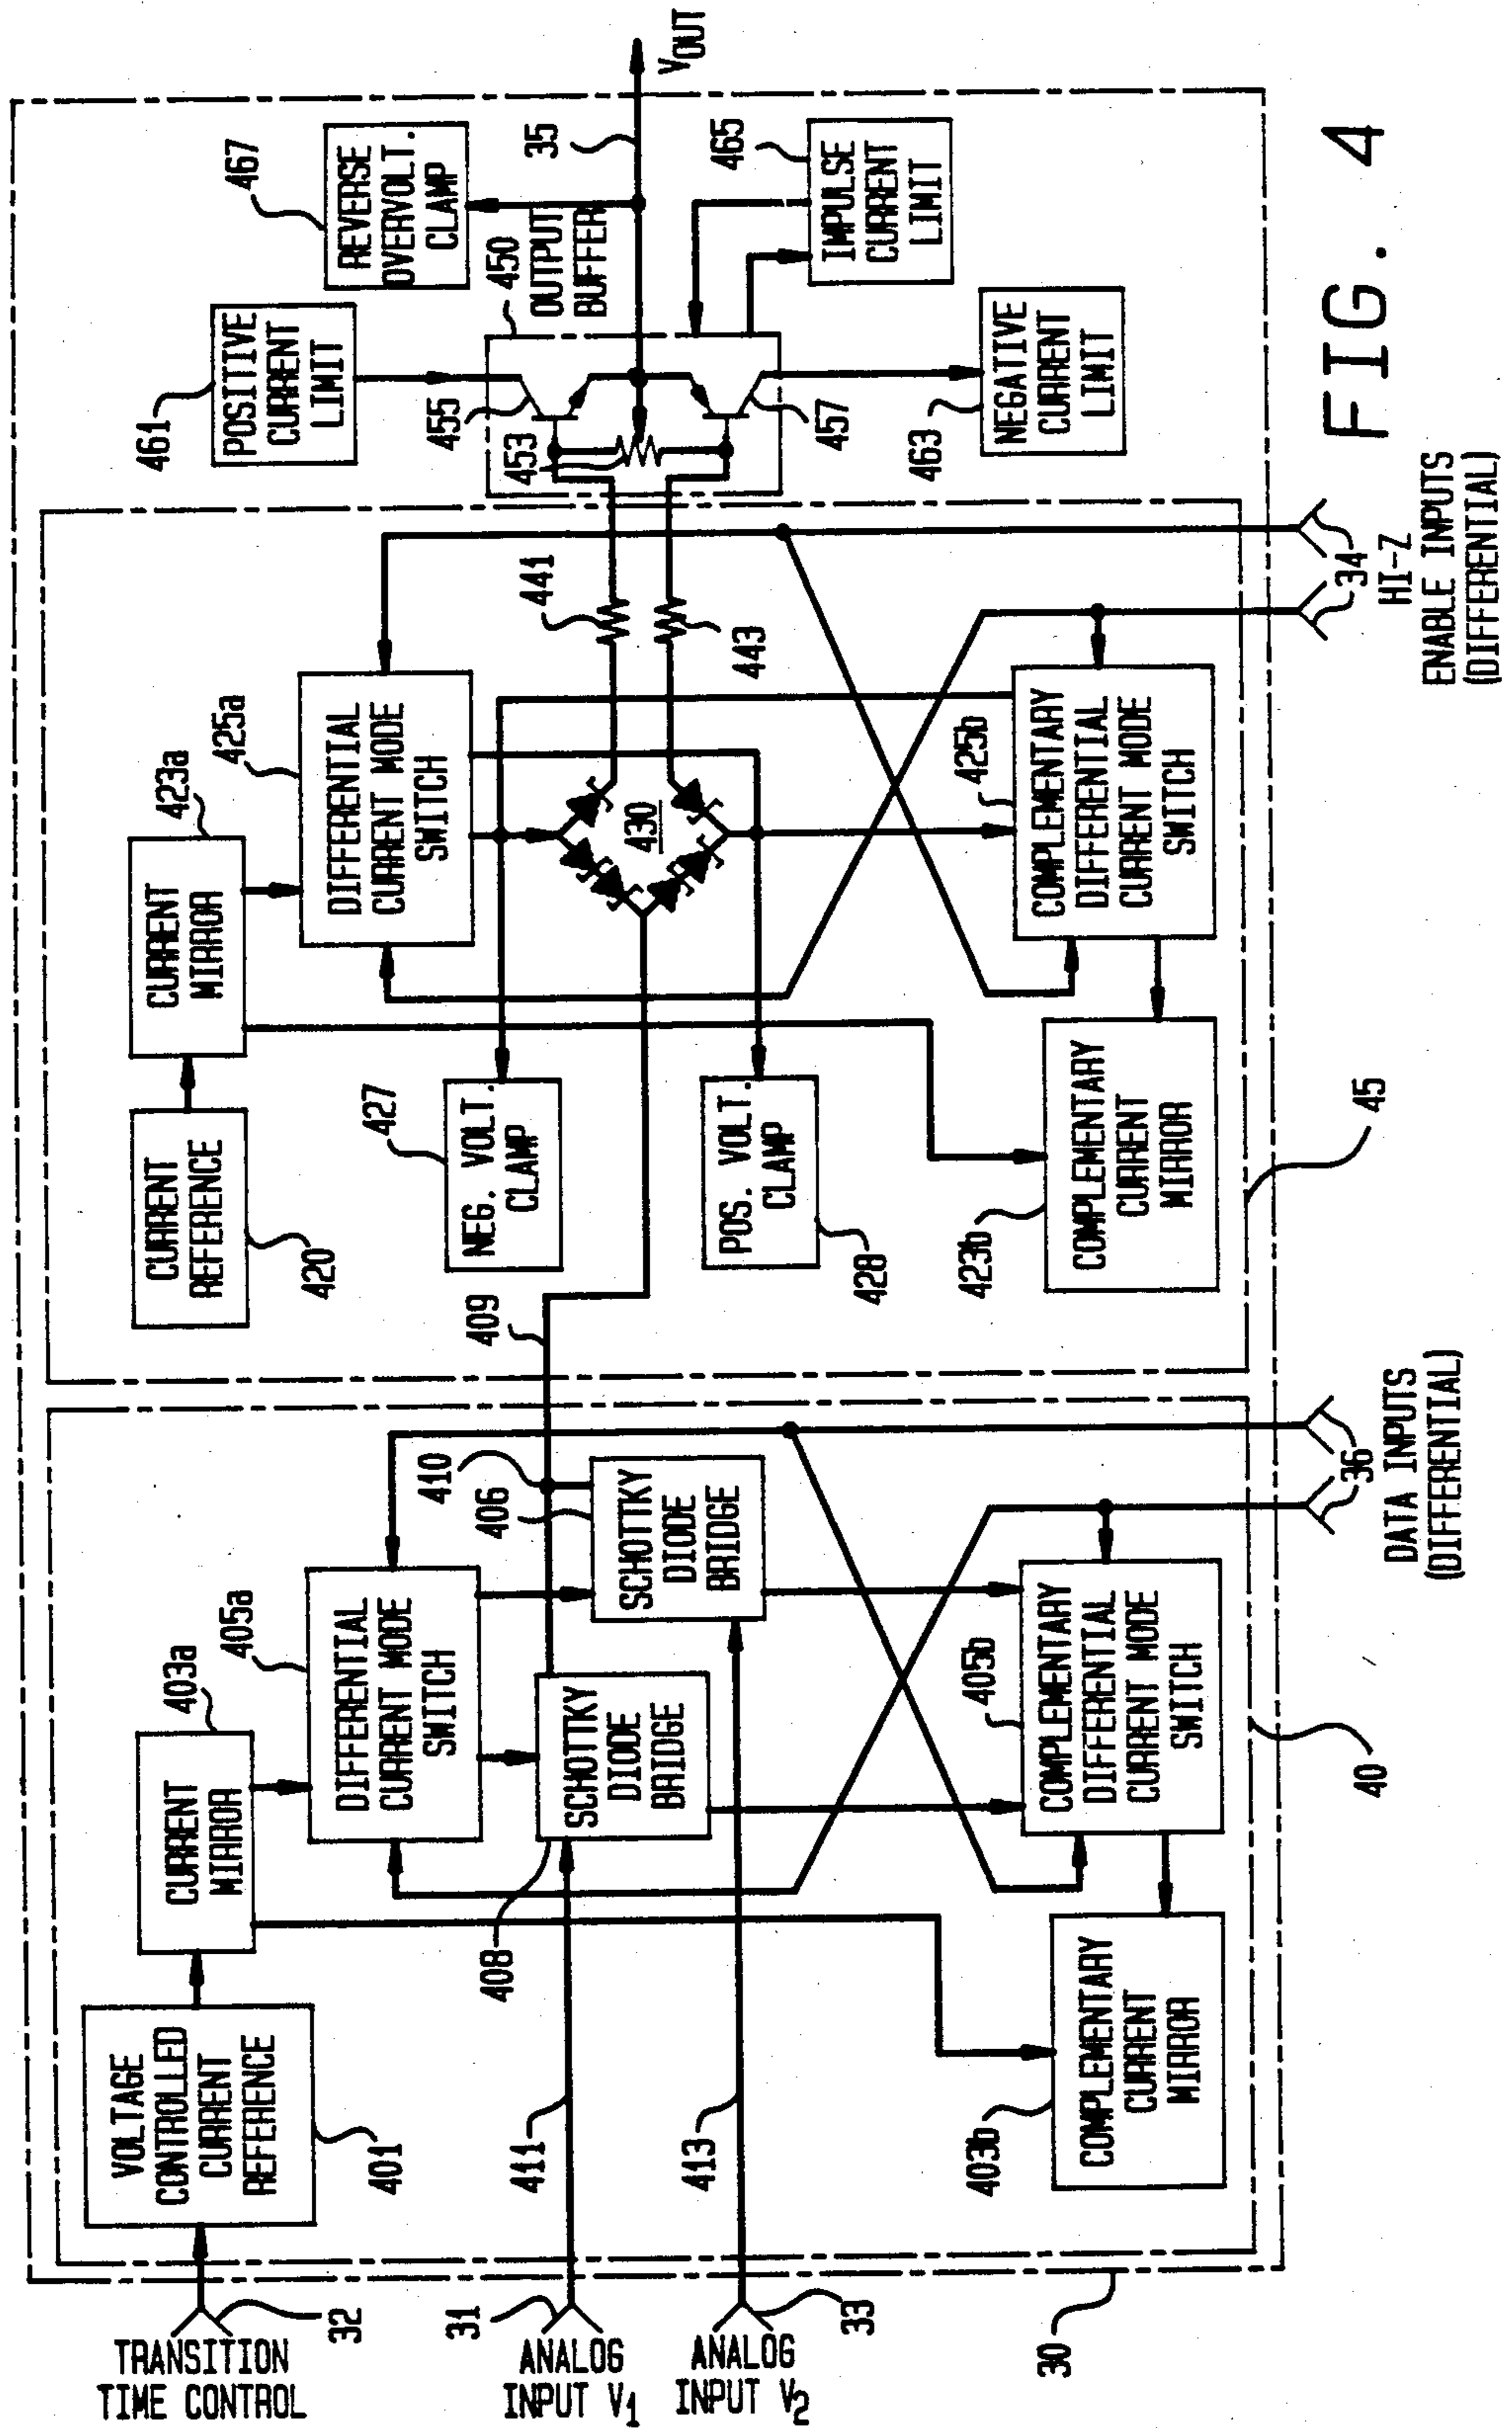 TRANSITION
TIME CONTROL
32
ANALOG
INPUT V1
31
ANALOG
INPUT V2
33
30
VOLTAGE
CONTROLLED
CURRENT
REFERENCE
401
CURRENT
MIRROR
403a
DIFFERENTIAL
CURRENT MODE
SWITCH
405a
411
413
408
SCHOTTKY
DIODE
BRIDGE
406
410
SCHOTTKY
DIODE
BRIDGE
409
COMPLEMENTARY
CURRENT
MIRROR
403b
COMPLEMENTARY
DIFFERENTIAL
CURRENT MODE
SWITCH
405b
40
36
DATA INPUTS
(DIFFERENTIAL)
CURRENT
REFERENCE
420
CURRENT
MIRROR
423a
DIFFERENTIAL
CURRENT MODE
SWITCH
425a
427
NEG. VOLT.
CLAMP
POS. VOLT.
CLAMP
428
430
441
443
COMPLEMENTARY
CURRENT
MIRROR
423b
COMPLEMENTARY
DIFFERENTIAL
CURRENT MODE
SWITCH
425b
45
34
HI-Z
ENABLE INPUTS
(DIFFERENTIAL)
461
POSITIVE
CURRENT
LIMIT
467
REVERSE
OVERVOLT.
CLAMP
450
OUTPUT
BUFFER
455
453
457
35
VOUT
465
IMPULSE
CURRENT
LIMIT
463
NEGATIVE
CURRENT
LIMIT
FIG. 4